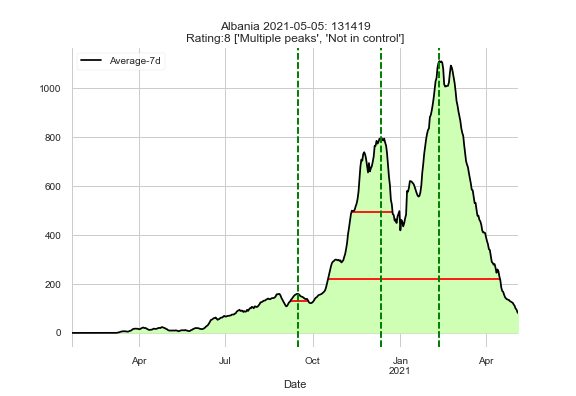 Albania 2021-05-05: 131419
Rating:8 ['Multiple peaks', 'Not in control']
Average-7d
1000
800
600
400
200
0
Apr
Jul
Oct
Jan
2021
Apr
Date